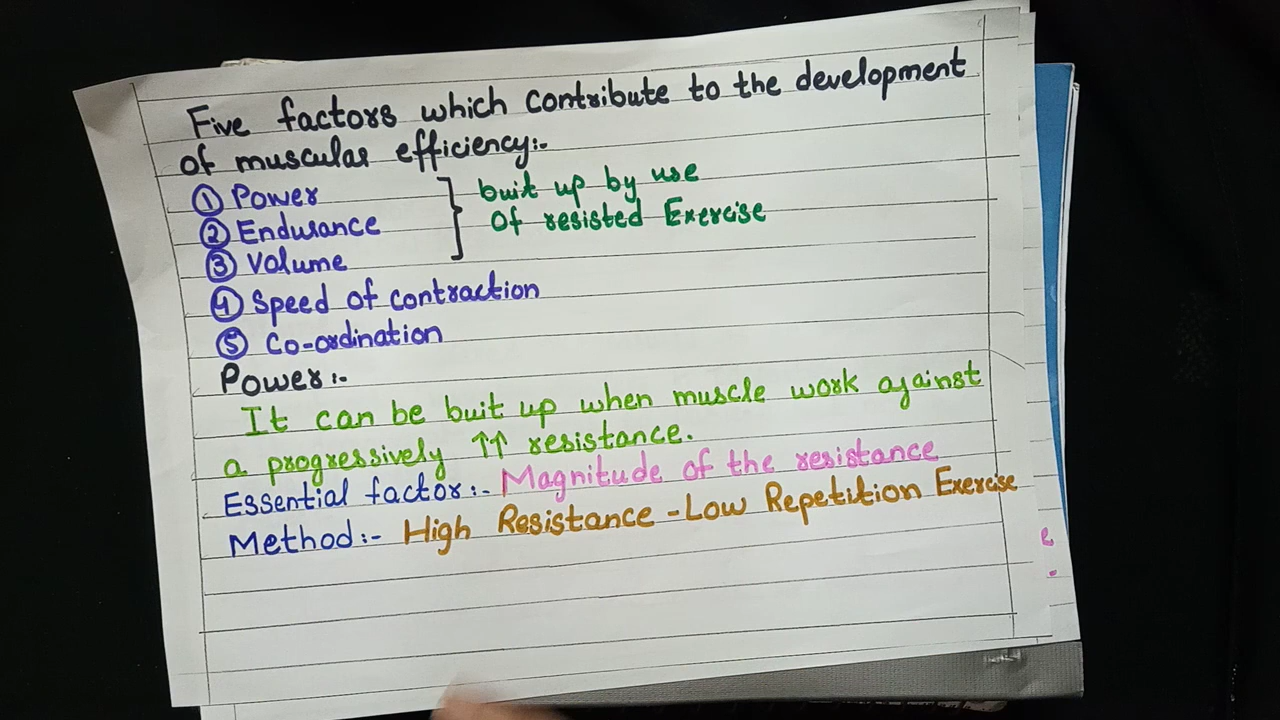 Five factors which contribute to the development
of muscular efficiency:-
① Power
② Endurance
③ Volume
buit up by use
of resisted Exercise
④ Speed of contraction
⑤ Co-ordination
Power:-
It can be buit up when muscle work against
a progressively ↑↑ resistance.
Essential factor:- Magnitude of the resistance
Method:- High Resistance - Low Repetition Exercise
e